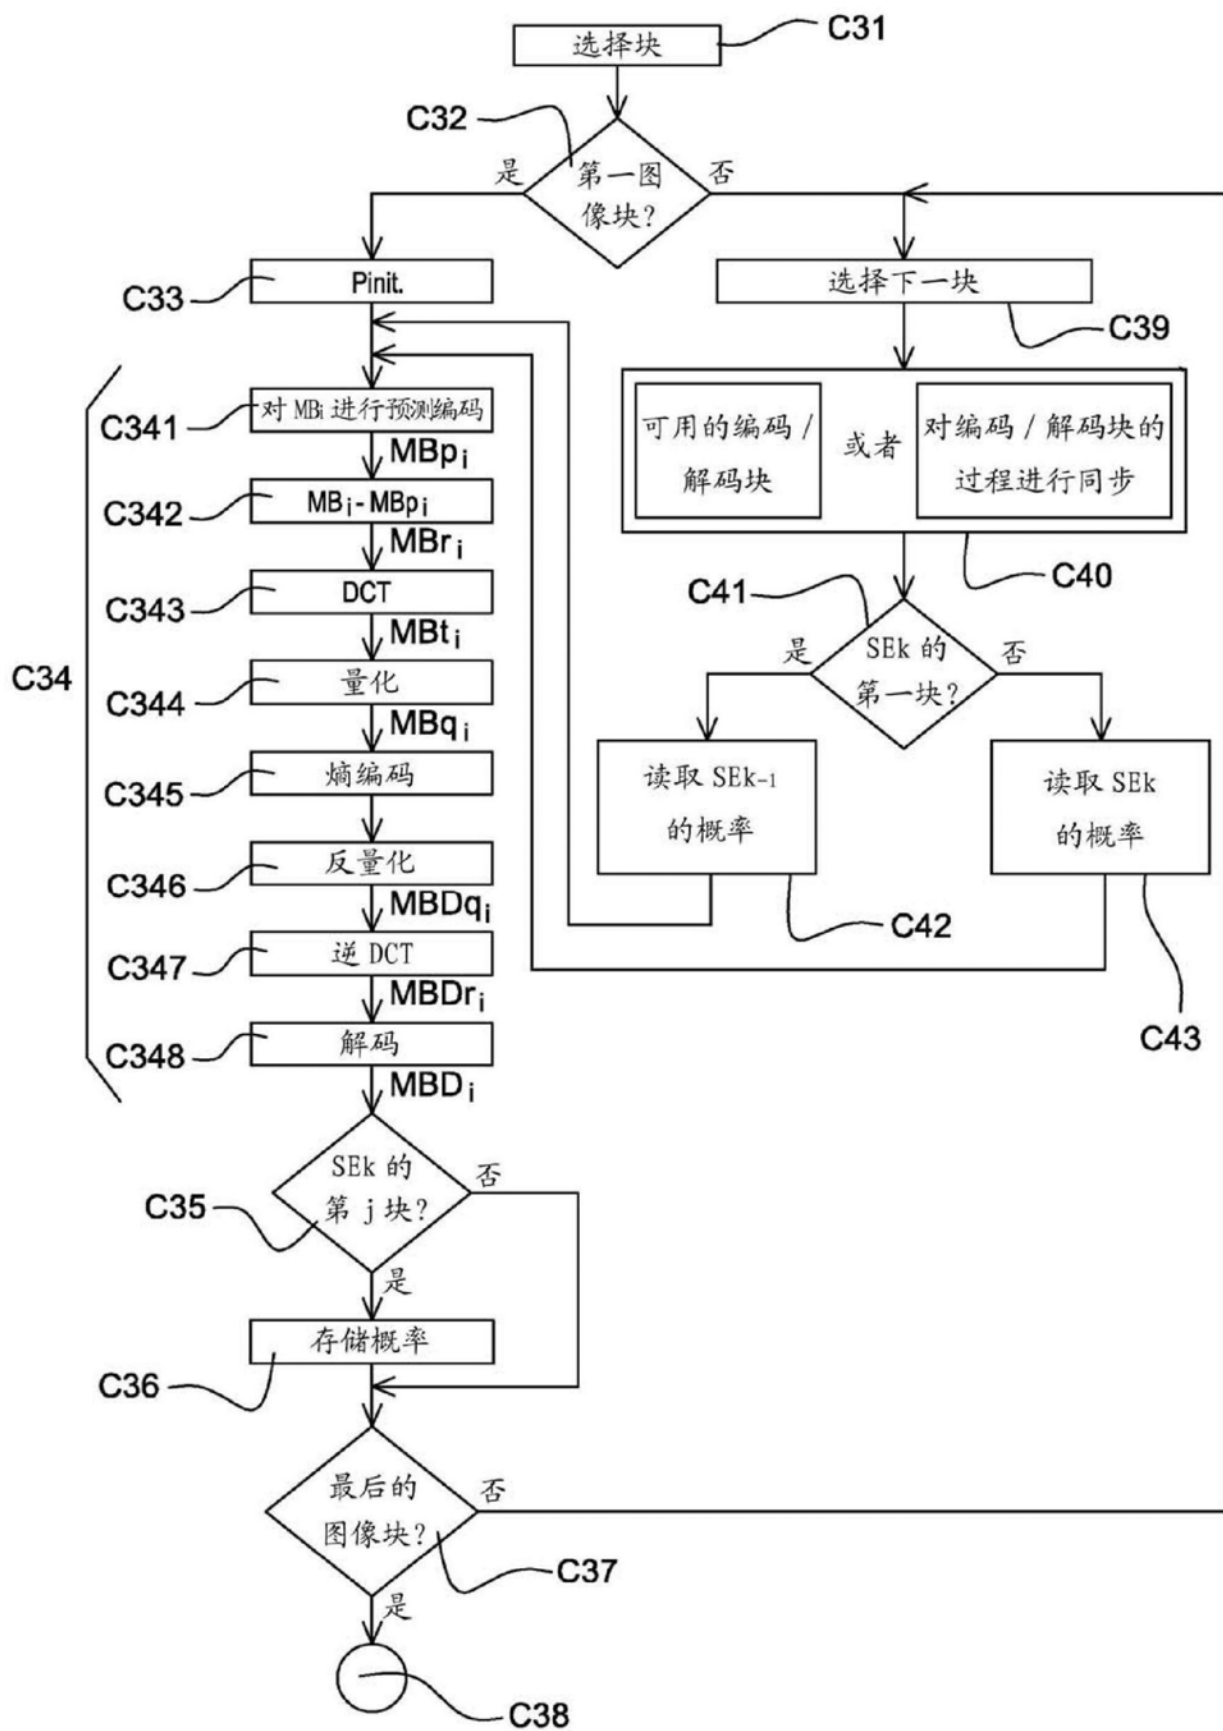 选择块
C31
C32
第一图
像块？
是
否
C33
Pinit.
选择下一块
C39
C34
C341
对 MBi 进行预测编码
MBpi
可用的编码 /
解码块
或者
对编码 / 解码块的
过程进行同步
C40
C342
MBi-MBpi
MBri
C343
DCT
MBti
C41
SEk 的
第一块？
是
否
C344
量化
MBqi
读取 SEk-1
的概率
C42
读取 SEk
的概率
C43
C345
熵编码
C346
反量化
MBDqi
C347
逆 DCT
MBDri
C348
解码
MBDi
C35
SEk 的
第 j 块？
否
是
C36
存储概率
最后的
图像块？
否
C37
是
C38